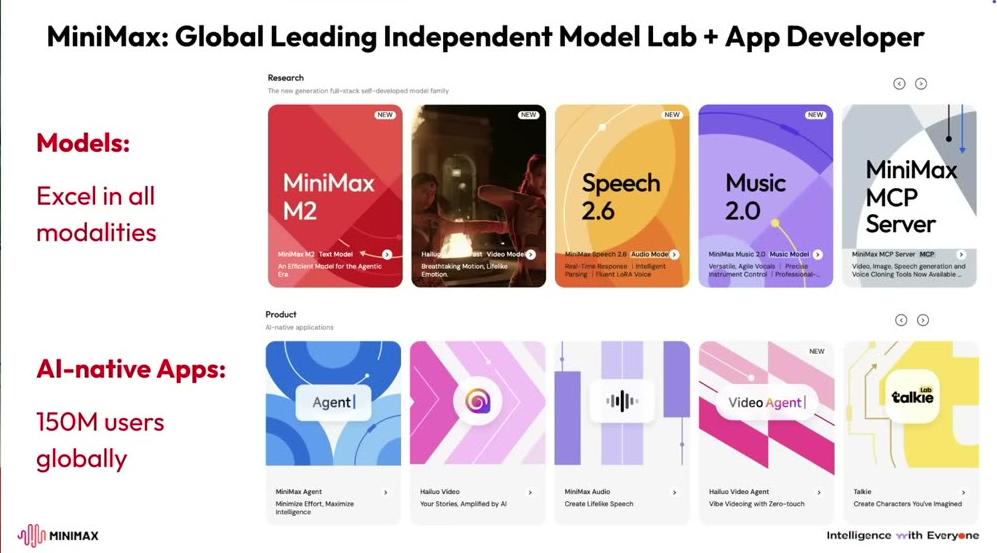 MiniMax: Global Leading Independent Model Lab + App Developer
Research
The new generation full-stack self-developed model family
Models:
Excel in all
modalities
NEW
MiniMax
M2
MiniMax M2 Text Model
An Efficient Model for the Agentic
Era
NEW
Video Mode
Breathtaking Motion, Lifelike
Emotion.
NEW
Speech
2.6
MiniMax Speech 2.6 Audio Mode
Real-Time Response | Intelligent
Parsing | Fluent LoRA Voice
NEW
Music
2.0
MiniMax Music 2.0 Music Model
Versatile, Agile Vocals | Precise
Instrument Control | Professional-...
MiniMax
MCP
Server
MiniMax MCP Server MCP
Video, Image, Speech generation and
Voice Cloning Tools Now Available ...
Product
AI-native applications
AI-native Apps:
150M users
globally
Agent
MiniMax Agent
Minimize Effort, Maximize
Intelligence
Hailuo Video
Your Stories, Amplified by AI
MiniMax Audio
Create Lifelike Speech
NEW
Video Agent
Hailuo Video Agent
Vibe Videoing with Zero-touch
Lab
talkie
Talkie
Create Characters You've Imagined
MINIMAX
Intelligence with Everyone